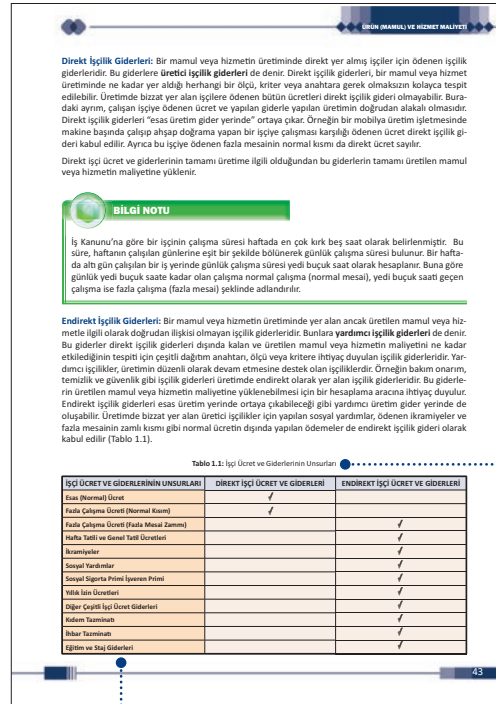 ÜRÜN (MAMUL) VE HİZMET MALİYETİ
Direkt İşçilik Giderleri: Bir mamul veya hizmetin üretiminde direkt yer almış işçiler için ödenen işçilik
giderleridir. Bu giderlere üretici işçilik giderleri de denir. Direkt işçilik giderleri, bir mamul veya hizmet
üretiminde ne kadar yer aldığı herhangi bir ölçü, kriter veya anahtara gerek olmaksızın kolayca tespit
edilebilir. Üretimde bizzat yer alan işçilere ödenen bütün ücretleri direkt işçilik gideri olmayabilir. Bura-
daki ayrım, çalışan işçiye ödenen ücret ve yapılan giderle yapılan üretimin doğrudan alakalı olmasıdır.
Direkt işçilik giderleri “esas üretim gider yerinde” ortaya çıkar. Örneğin bir mobilya üretim işletmesinde
makine başında çalışıp ahşap doğrama yapan bir işçiye çalışması karşılığı ödenen ücret direkt işçilik gi-
deri kabul edilir. Ayrıca bu işçiye ödenen fazla mesainin normal kısmı da direkt ücret sayılır.
Direkt işçi ücret ve giderlerinin tamamı üretime ilgili olduğundan bu giderlerin tamamı üretilen mamul
veya hizmetin maliyetine yüklenir.
BİLGİ NOTU
İş Kanunu’na göre bir işçinin çalışma süresi haftada en çok kırk beş saat olarak belirlenmiştir. Bu
süre, haftanın çalışılan günlerine eşit bir şekilde bölünerek günlük çalışma süresi bulunur. Bir hafta-
da altı gün çalışılan bir iş yerinde günlük çalışma süresi yedi buçuk saat olarak hesaplanır. Buna göre
günlük yedi buçuk saate kadar olan çalışma normal çalışma (normal mesai), yedi buçuk saati geçen
çalışma ise fazla çalışma (fazla mesai) şeklinde adlandırılır.
Endirekt İşçilik Giderleri: Bir mamul veya hizmetin üretiminde yer alan ancak üretilen mamul veya hiz-
metle ilgili olarak doğrudan ilişkisi olmayan işçilik giderleridir. Bunlara yardımcı işçilik giderleri de denir.
Bu giderler direkt işçilik giderleri dışında kalan ve üretilen mamul veya hizmetin maliyetini ne kadar
etkilediğinin tespiti için çeşitli dağıtım anahtarı, ölçü veya kritere ihtiyaç duyulan işçilik giderleridir. Yar-
dımcı işçilikler, üretimin düzenli olarak devam etmesine destek olan işçiliklerdir. Örneğin bakım onarım,
temizlik ve güvenlik gibi işçilik giderleri üretimde endirekt olarak yer alan işçilik giderleridir. Bu giderle-
rin üretilen mamul veya hizmetin maliyetine yüklenebilmesi için bir hesaplama aracına ihtiyaç duyulur.
Endirekt işçilik giderleri esas üretim yerinde ortaya çıkabileceği gibi yardımcı üretim gider yerinde de
oluşabilir. Üretimde bizzat yer alan üretici işçilikler için yapılan sosyal yardımlar, ödenen ikramiyeler ve
fazla mesainin zamlı kısmı gibi normal ücretin dışında yapılan ödemeler de endirekt işçilik gideri olarak
kabul edilir (Tablo 1.1).
Tablo 1.1: İşçi Ücret ve Giderlerinin Unsurları
İŞÇİ ÜCRET VE GİDERLERİNİN UNSURLARI DİREKT İŞÇİ ÜCRET VE GİDERLERİ ENDİREKT İŞÇİ ÜCRET VE GİDERLERİ
Esas (Normal) Ücret ✓
Fazla Çalışma Ücreti (Normal Kısım) ✓
Fazla Çalışma Ücreti (Fazla Mesai Zammı) ✓
Hafta Tatili ve Genel Tatil Ücretleri ✓
İkramiyeler ✓
Sosyal Yardımlar ✓
Sosyal Sigorta Primi İşveren Primi ✓
Yıllık İzin Ücretleri ✓
Diğer Çeşitli İşçi Ücret Giderleri ✓
Kıdem Tazminatı ✓
İhbar Tazminatı ✓
Eğitim ve Staj Giderleri ✓
43